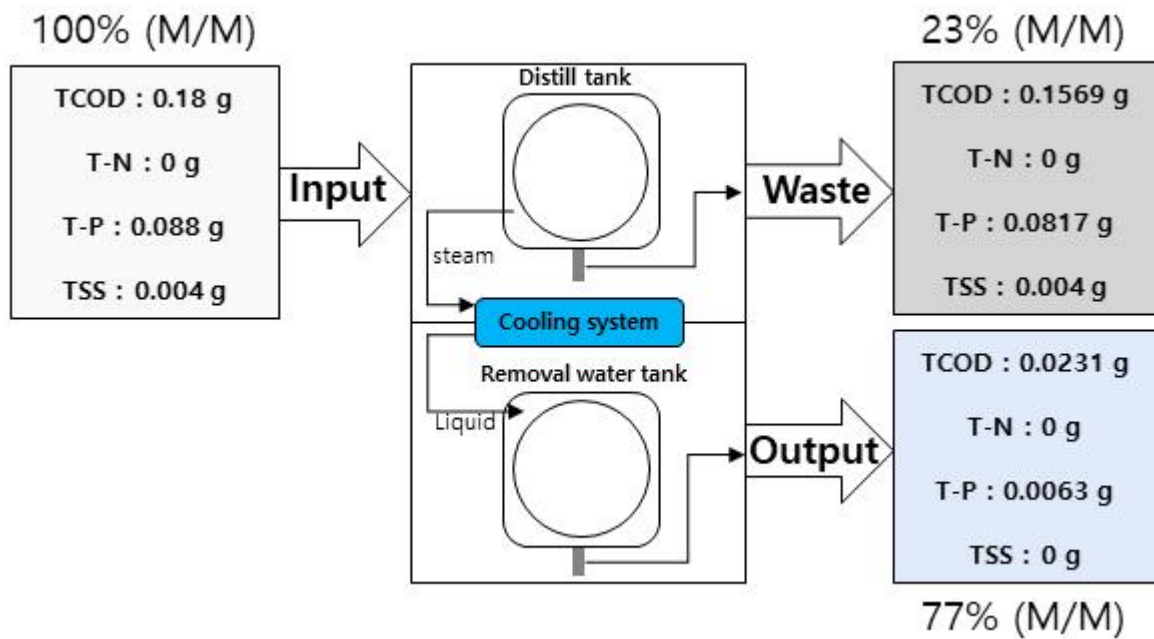 100% (M/M)
TCOD : 0.18 g
T-N : 0 g
T-P : 0.088 g
TSS : 0.004 g
Input
Distill tank
steam
Cooling system
Removal water tank
Liquid
Waste
23% (M/M)
TCOD : 0.1569 g
T-N : 0 g
T-P : 0.0817 g
TSS : 0.004 g
Output
TCOD : 0.0231 g
T-N : 0 g
T-P : 0.0063 g
TSS : 0 g
77% (M/M)